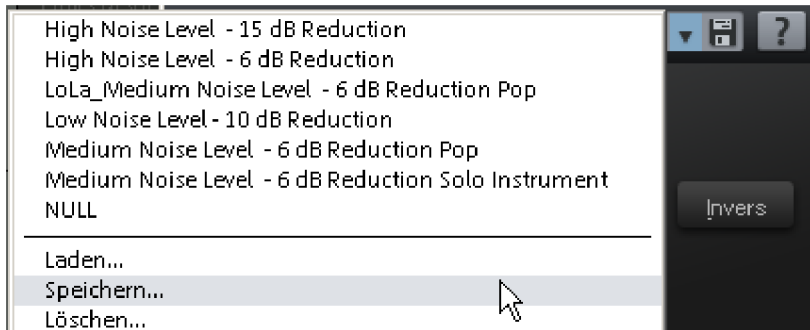 High Noise Level - 15 dB Reduction
High Noise Level - 6 dB Reduction
LoLa_Medium Noise Level - 6 dB Reduction Pop
Low Noise Level - 10 dB Reduction
Medium Noise Level - 6 dB Reduction Pop
Medium Noise Level - 6 dB Reduction Solo Instrument
NULL
Laden...
Speichern...
Löschen...
?
Invers